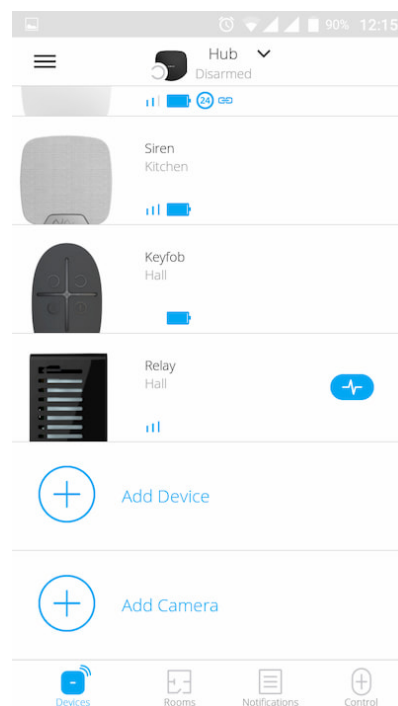 90% 12:15
Hub
Disarmed
24
Siren
Kitchen
Keyfob
Hall
Relay
Hall
Add Device
Add Camera
Devices Rooms Notifications Control